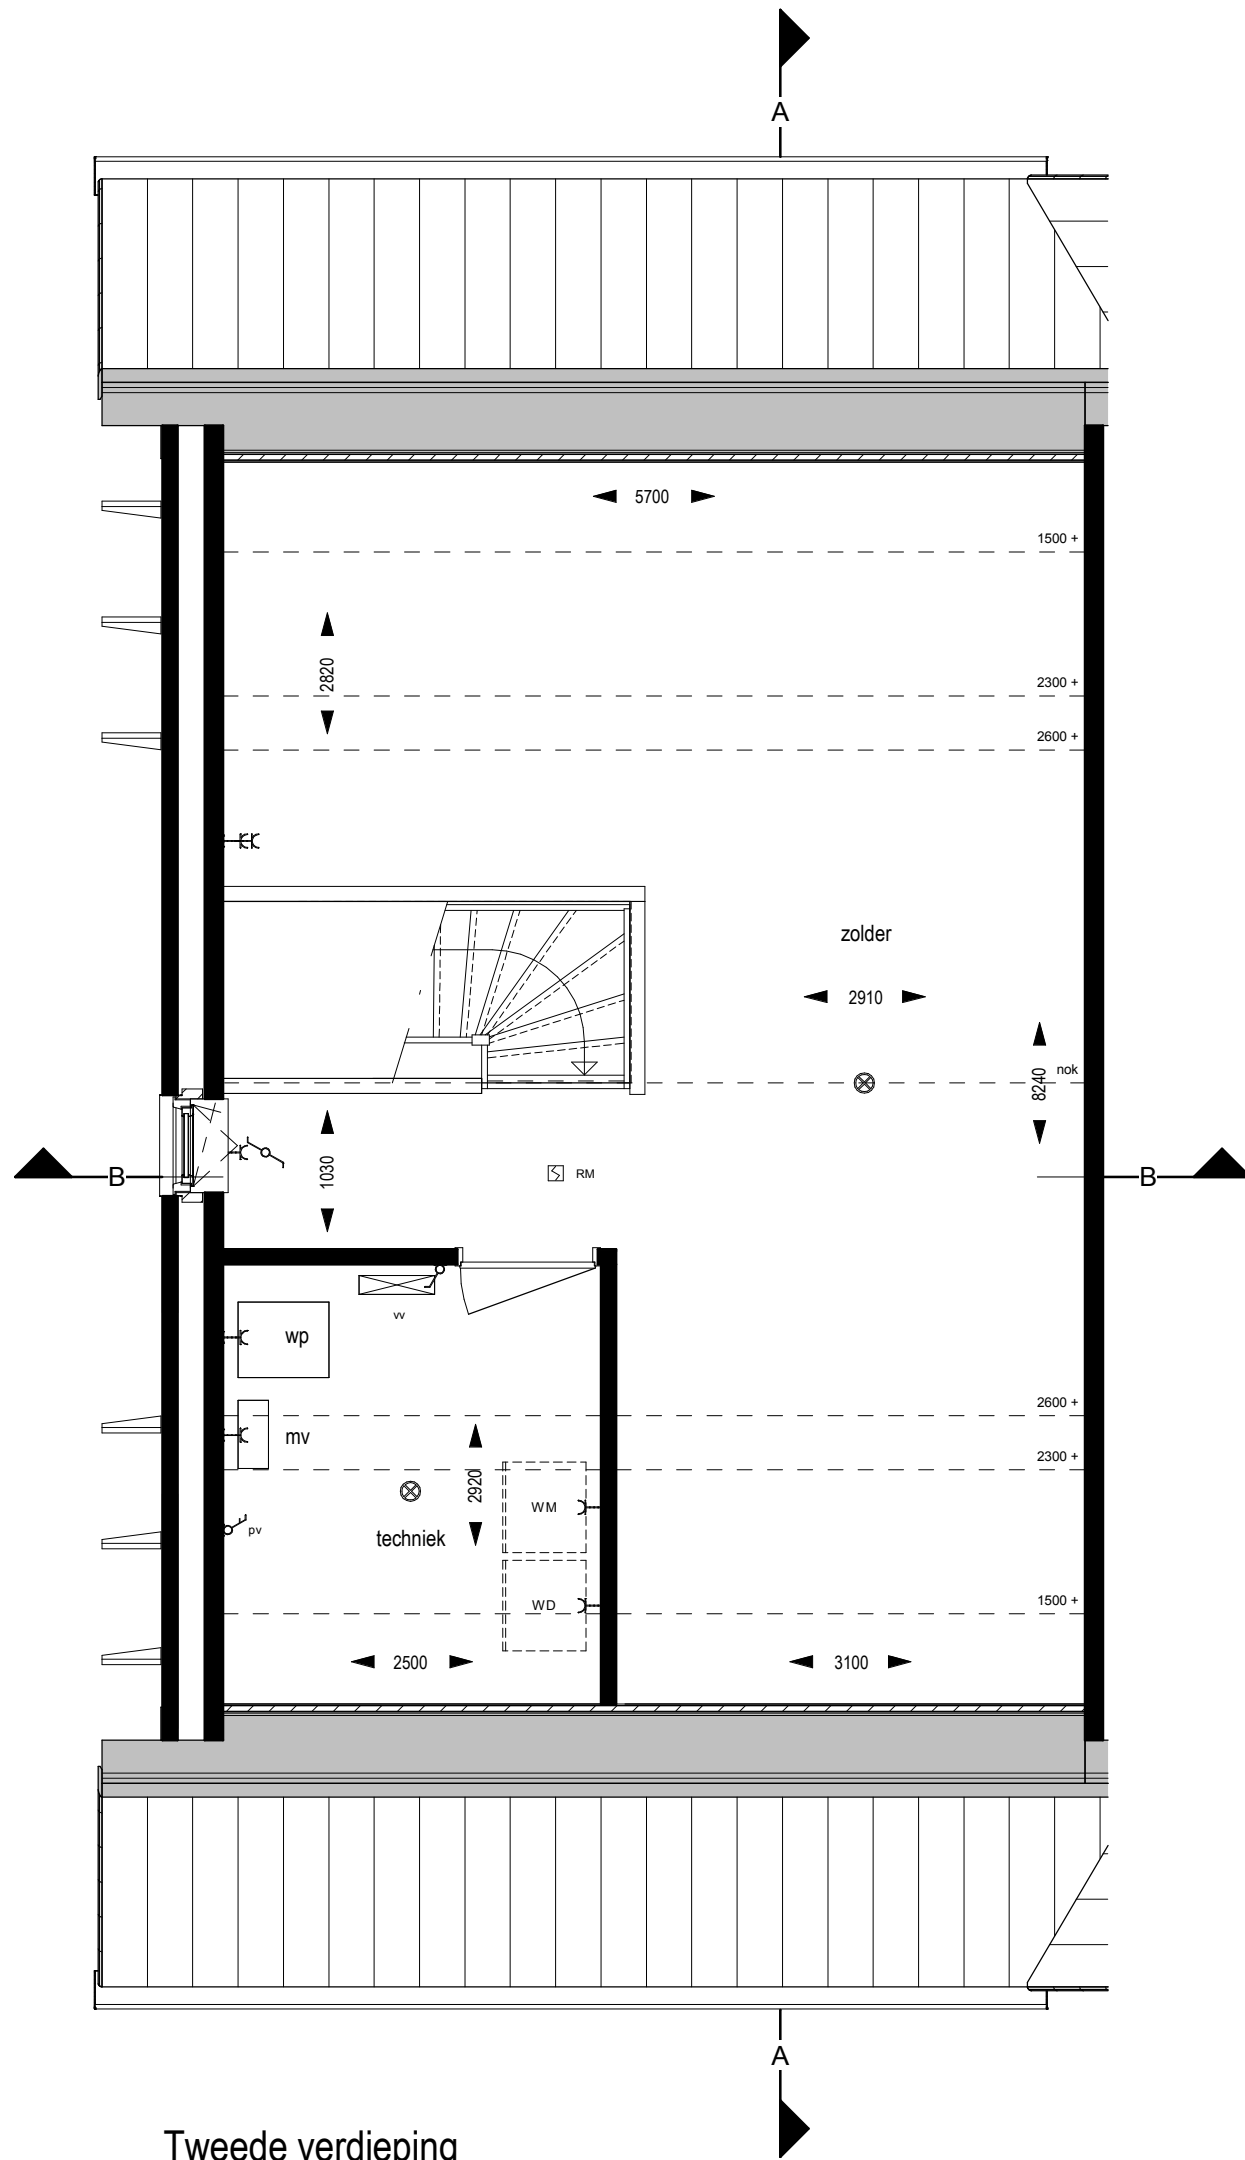 A
5700
1500 +
2820
2300 +
2600 +
zolder
2910
8240
nok
1030
RM
B
B
vv
wp
2600 +
mv
2300 +
2920
WM
pv
techniek
WD
1500 +
2500
3100
A
Tweede verdieping